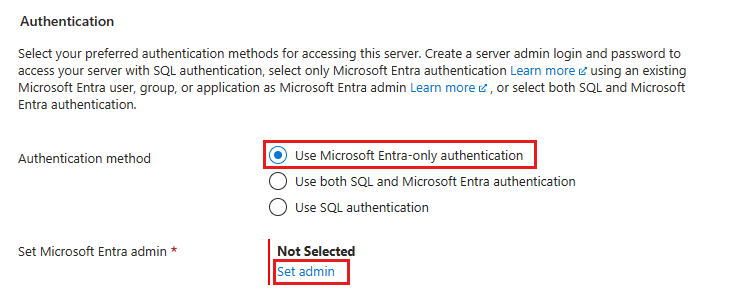 Authentication
Select your preferred authentication methods for accessing this server. Create a server admin login and password to
access your server with SQL authentication, select only Microsoft Entra authentication Learn more using an existing
Microsoft Entra user, group, or application as Microsoft Entra admin Learn more , or select both SQL and Microsoft
Entra authentication.
Authentication method
Use Microsoft Entra-only authentication
Use both SQL and Microsoft Entra authentication
Use SQL authentication
Set Microsoft Entra admin *
Not Selected
Set admin